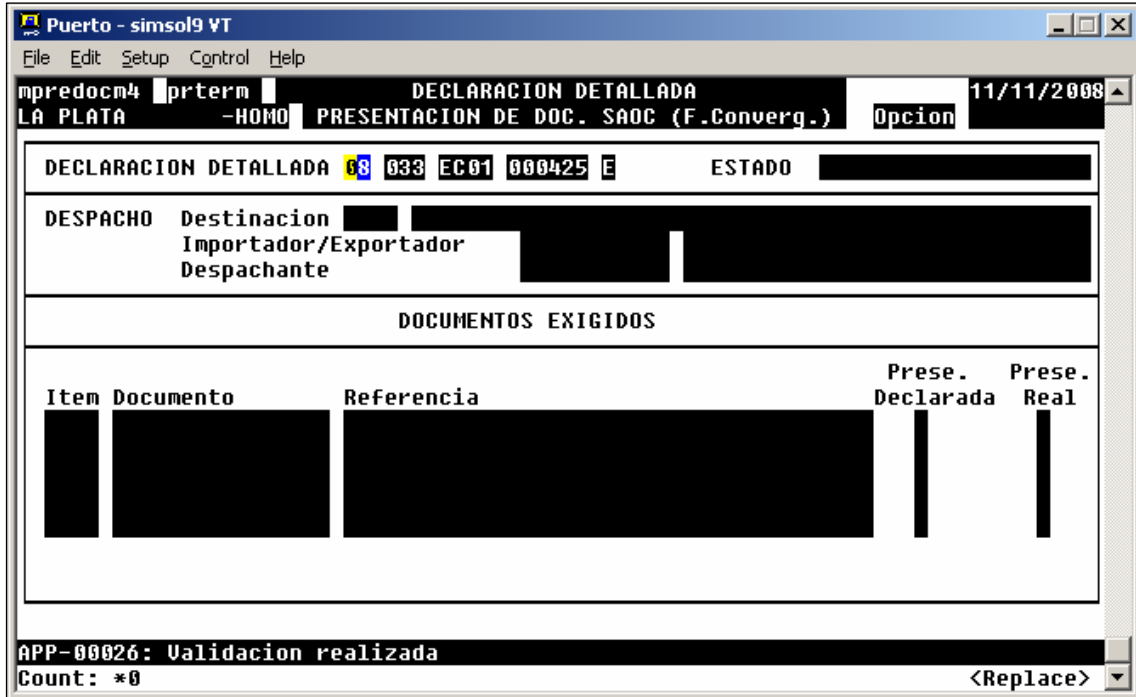 Puerto - simsol9 VT
File Edit Setup Control Help
mpredocm4 prterm DECLARACION DETALLADA 11/11/2008
LA PLATA -HOMO PRESENTACION DE DOC. SAOC (F.Converg.) Opcion
DECLARACION DETALLADA 08 033 EC01 000425 E ESTADO
DESPACHO Destinacion
Importador/Exportador
Despachante
DOCUMENTOS EXIGIDOS
Prese. Prese.
Item Documento Referencia Declarada Real
APP-00026: Validacion realizada
Count: *0 <Replace>